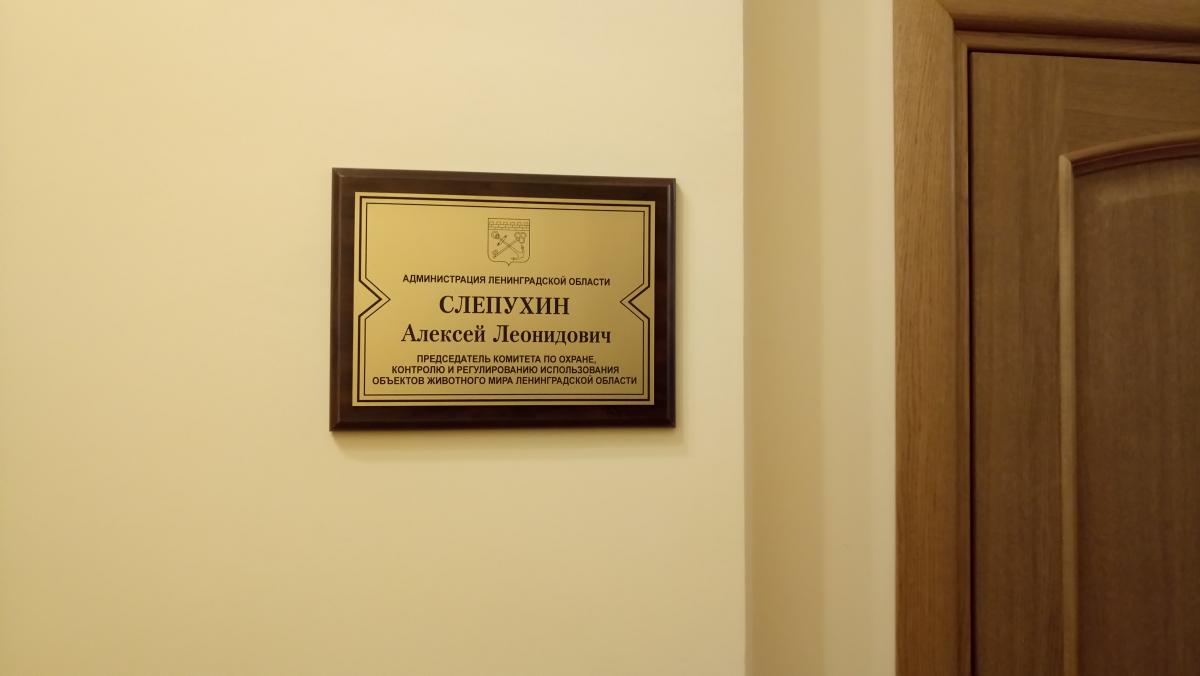 АДМИНИСТРАЦИЯ ЛЕНИНГРАДСКОЙ ОБЛАСТИ
СЛЕПУХИН
Алексей Леонидович
ПРЕДСЕДАТЕЛЬ КОМИТЕТА ПО ОХРАНЕ,
КОНТРОЛЮ И РЕГУЛИРОВАНИЮ ИСПОЛЬЗОВАНИЯ
ОБЪЕКТОВ ЖИВОТНОГО МИРА ЛЕНИНГРАДСКОЙ ОБЛАСТИ